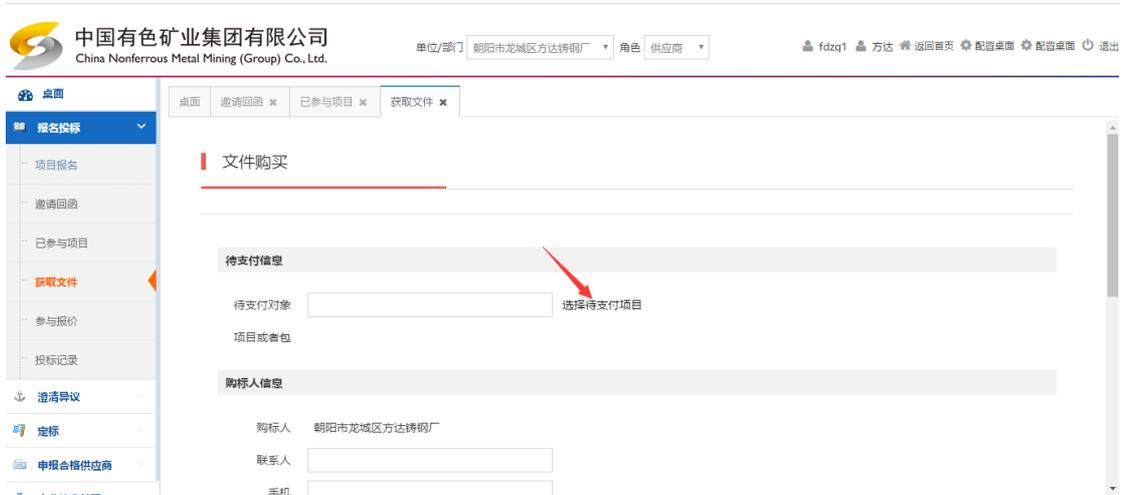 中国有色矿业集团有限公司
China Nonferrous Metal Mining (Group) Co., Ltd.
单位/部门 朝阳市龙城区方达铸钢厂 角色 供应商
fdzg1 方达 返回首页 配置桌面 配置桌面 退出
桌面
报名投标
项目报名
邀请回函
已参与项目
获取文件
参与报价
投标记录
澄清异议
定标
申报合格供应商
桌面 邀请回函 已参与项目 获取文件
文件购买
待支付信息
待支付对象 选择待支付项目
项目或者包
购标人信息
购标人 朝阳市龙城区方达铸钢厂
联系人
手机